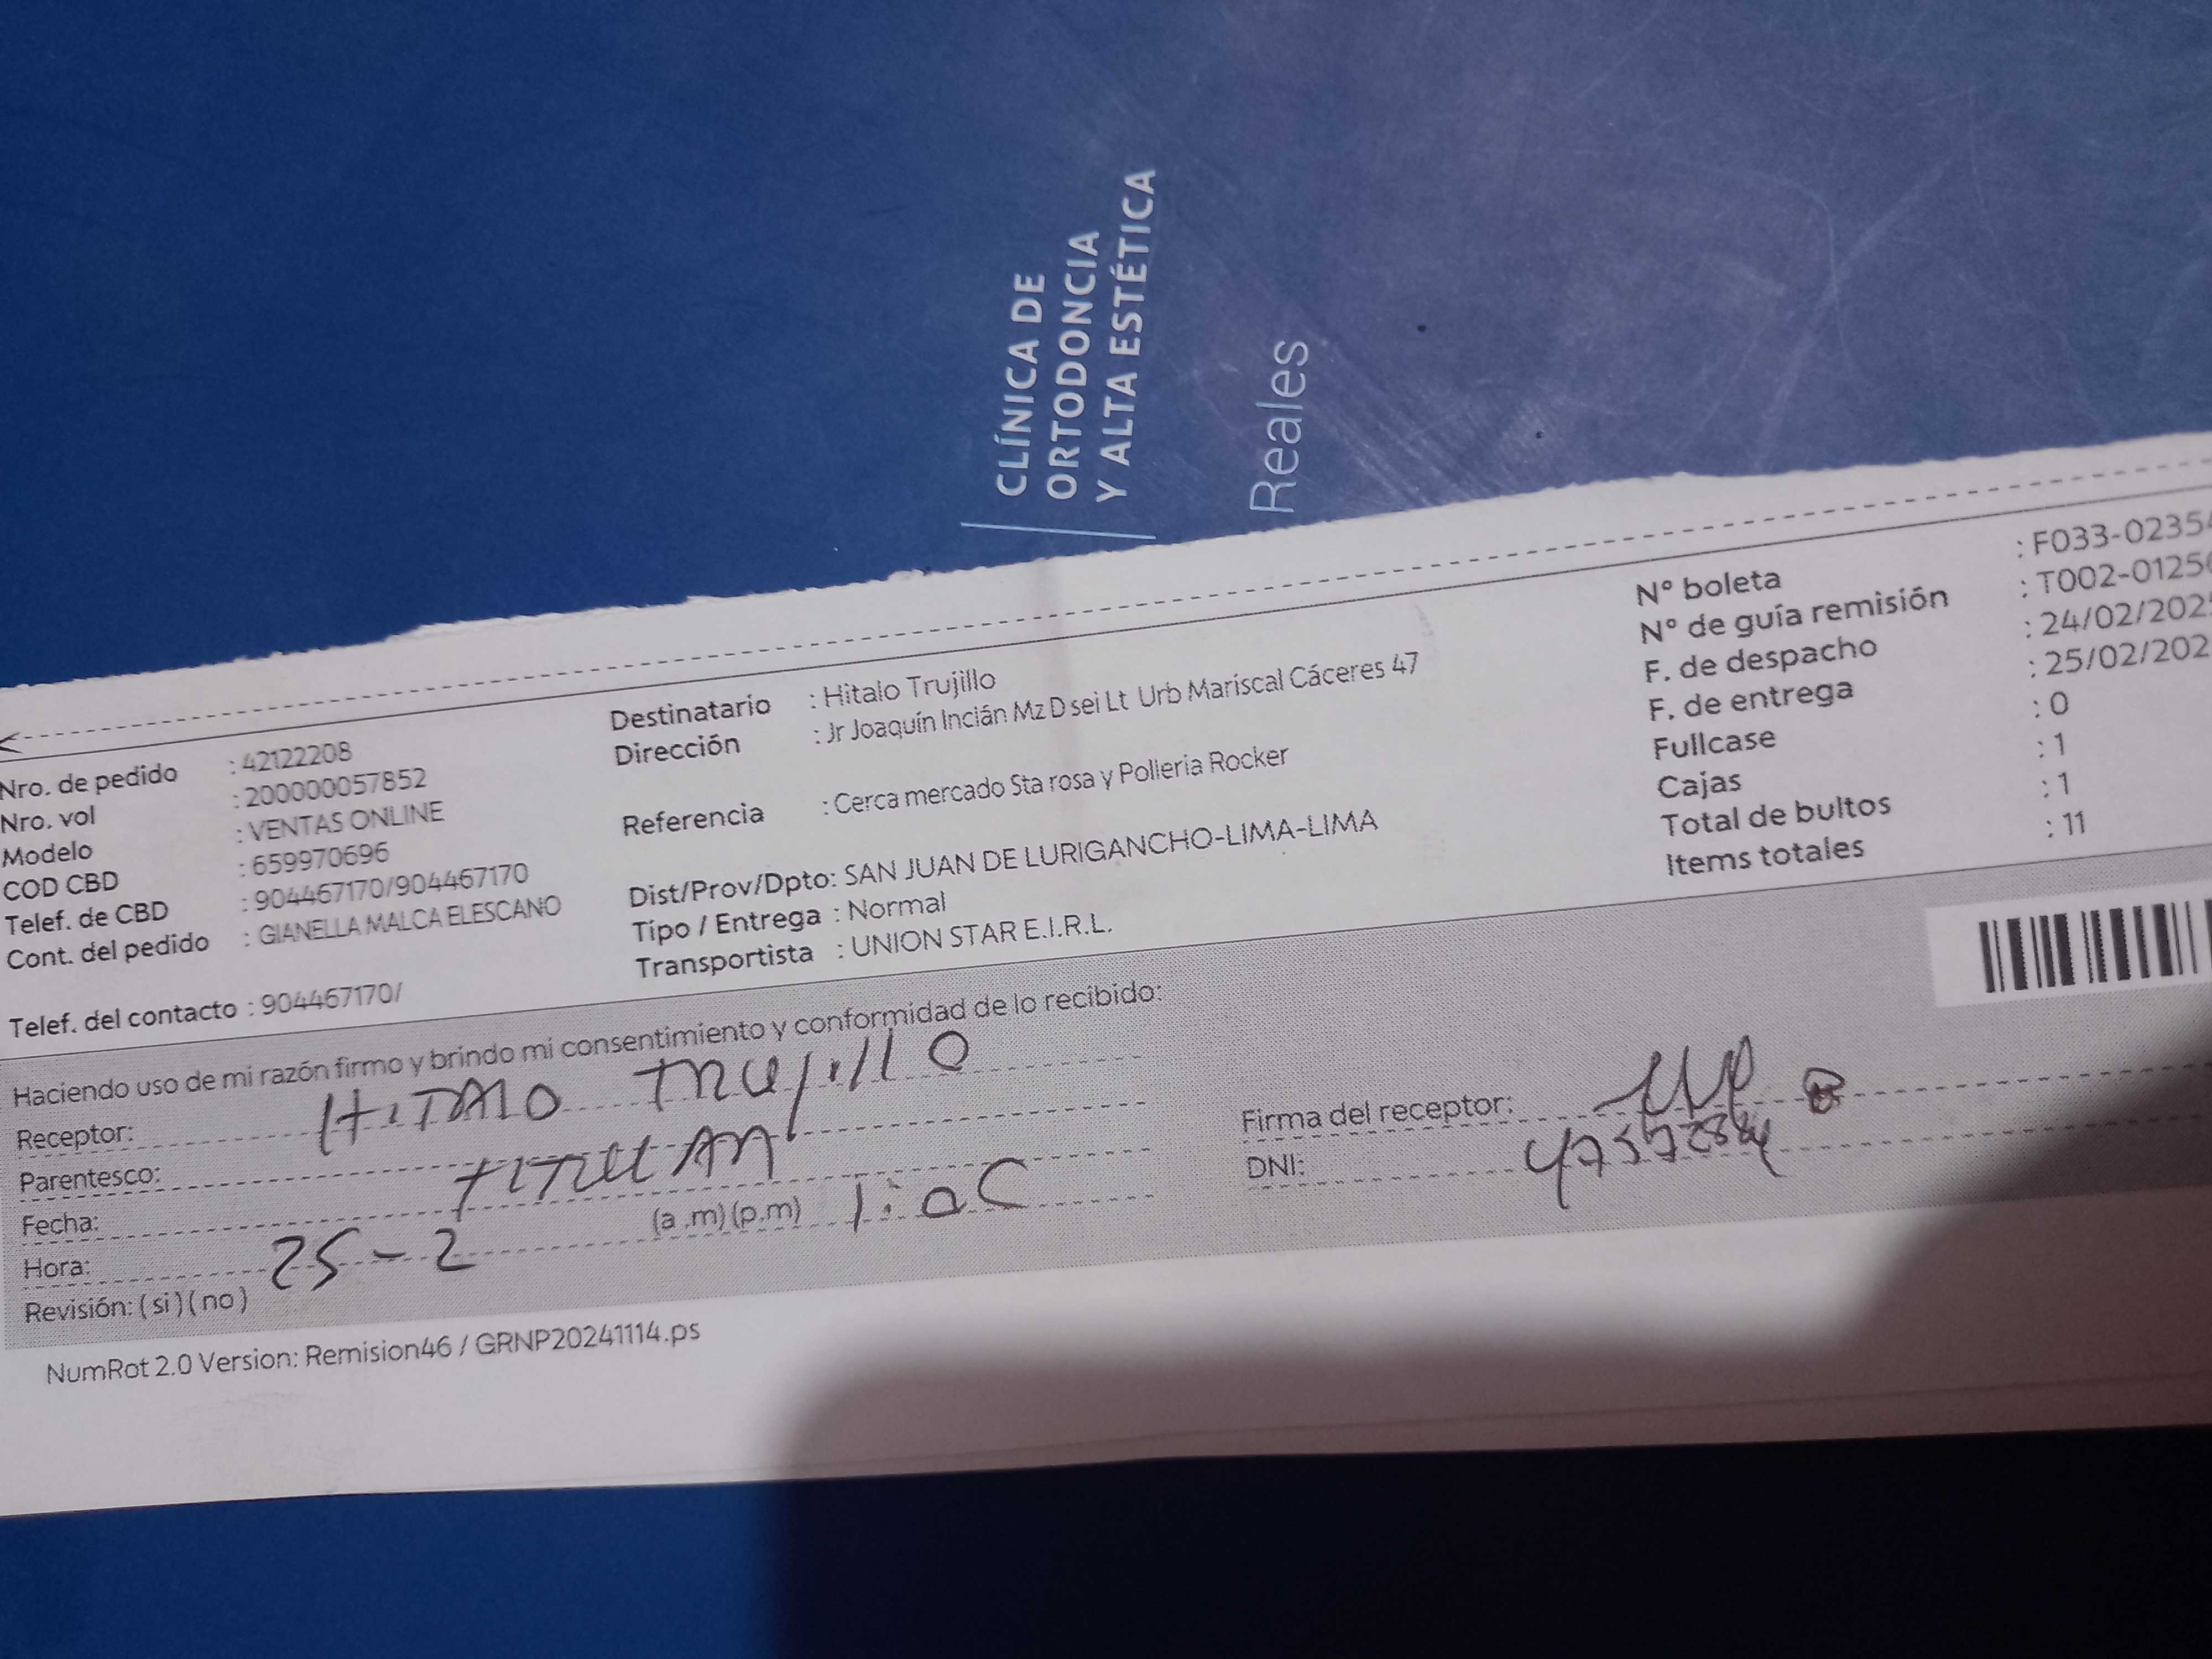 CLÍNICA DE
ORTODONCIA
Y ALTA ESTÉTICA
Reales
Nro. de pedido : 42122208
Nro. vol : 200000057852
Modelo : VENTAS ONLINE
COD CBD : 659970696
Telef. de CBD : 904467170/904467170
Cont. del pedido : GIANELLA MALCA ELESCANO
Telef. del contacto : 904467170/
Destinatario : Hitalo Trujillo
Dirección : Jr Joaquín Inclán Mz D sei Lt Urb Mariscal Cáceres 47
Referencia : Cerca mercado Sta rosa y Polleria Rocker
Dist/Prov/Dpto: SAN JUAN DE LURIGANCHO-LIMA-LIMA
Tipo / Entrega : Normal
Transportista : UNION STAR E.I.R.L.
N° boleta : F033-0235
N° de guía remisión : T002-0125
F. de despacho : 24/02/202
F. de entrega : 25/02/202
Fullcase : 0
Cajas : 1
Total de bultos : 1
Items totales : 11
Haciendo uso de mi razón firmo y brindo mi consentimiento y conformidad de lo recibido:
Receptor: HITALO TRUJILLO
Parentesco: TITULAR
Fecha:
Hora: 25-2 (a .m) (p.m)
Revisión: ( si ) ( no )
Firma del receptor:
DNI:
NumRot 2.0 Version: Remision46 / GRNP20241114.ps